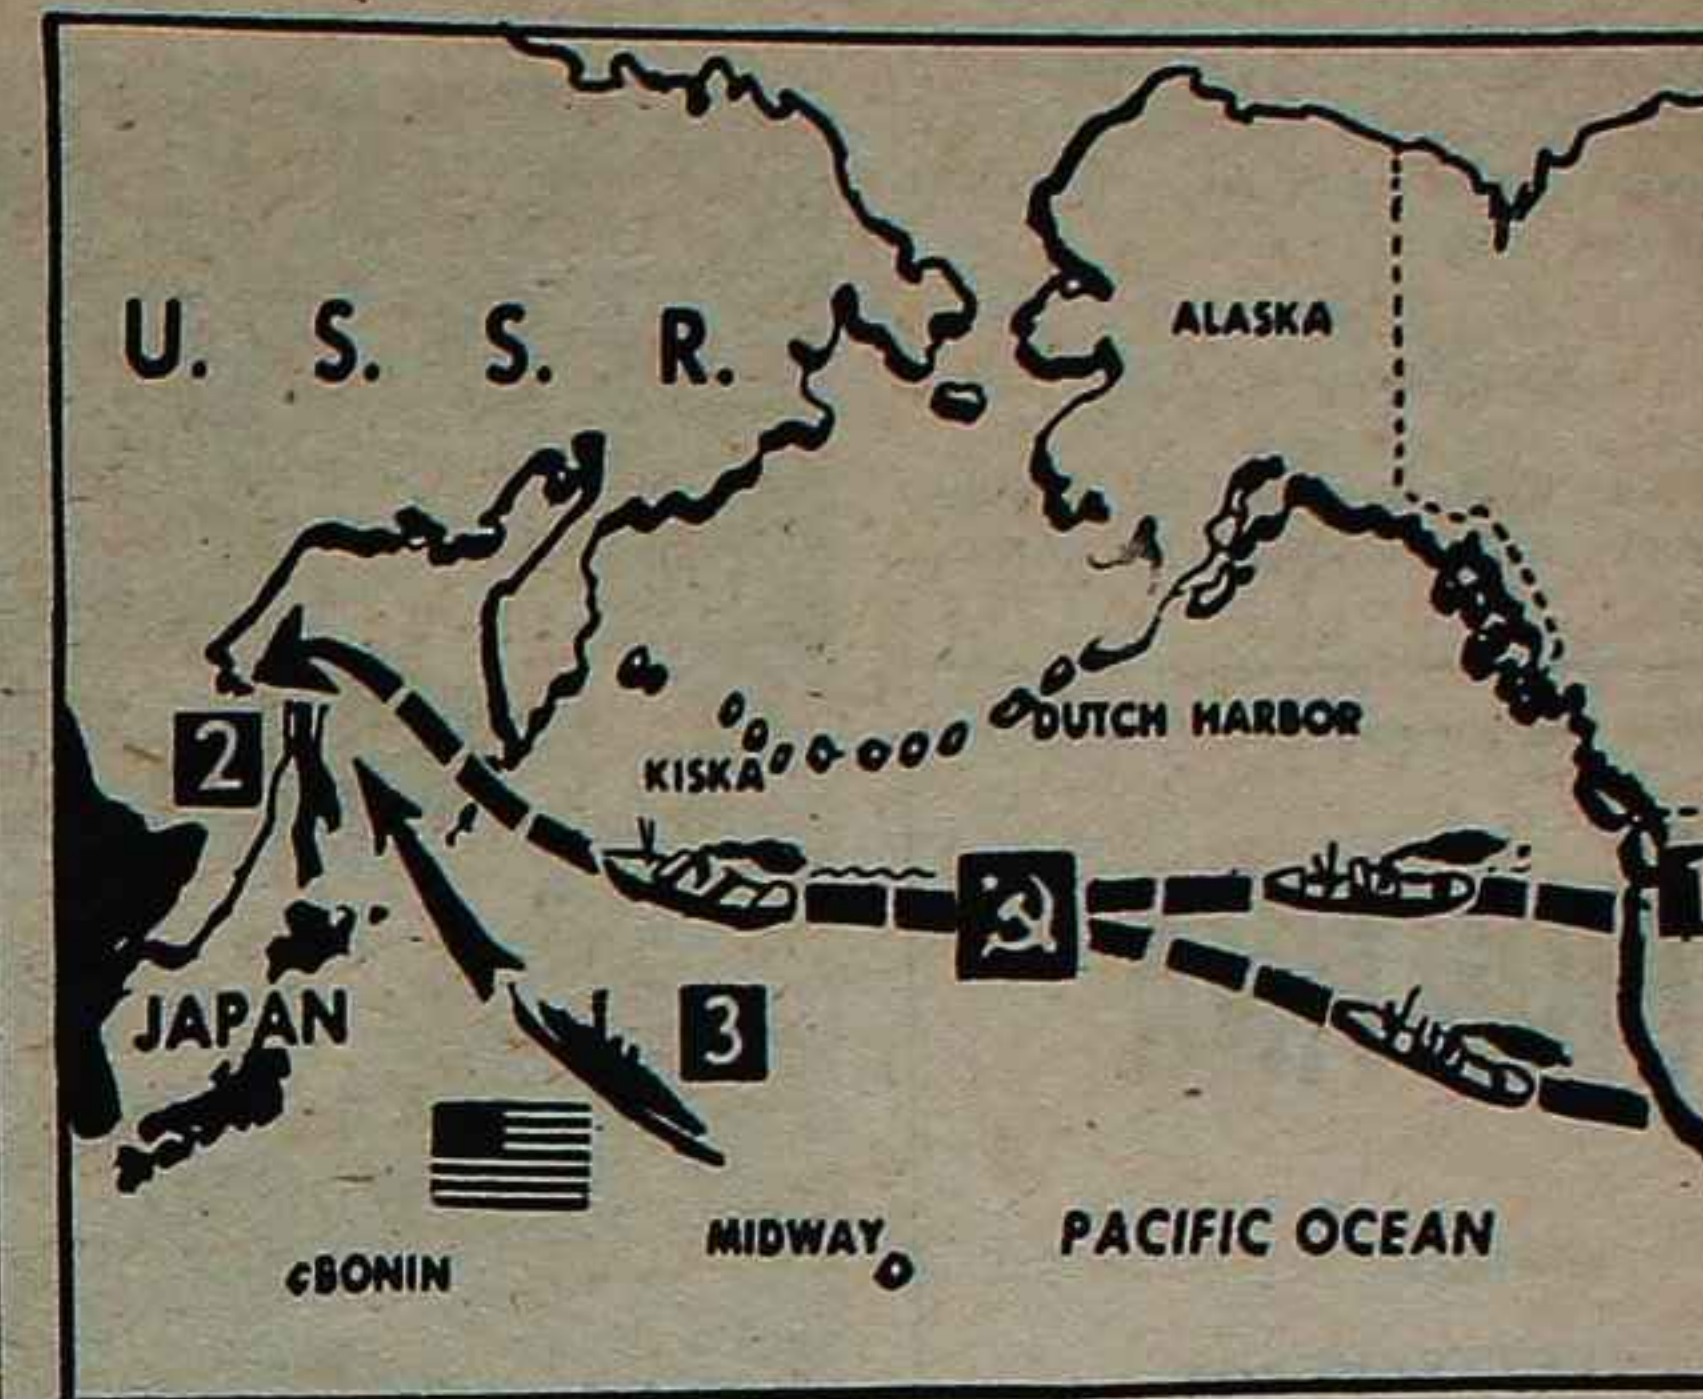 U. S. S. R.
ALASKA
DUTCH HARBOR
KISKA
2
JAPAN
3
MIDWAY
PACIFIC OCEAN
BONIN